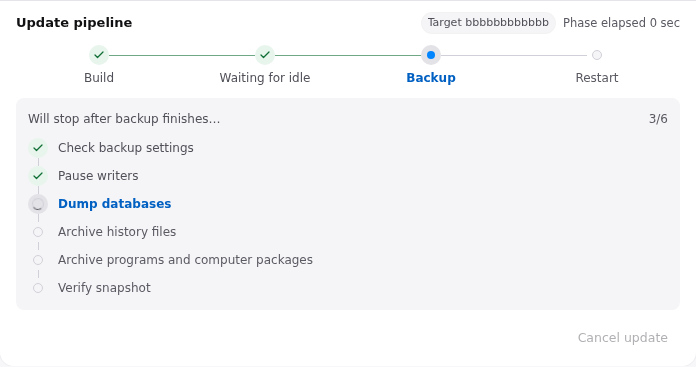 Update pipeline
Target bbbbbbbbbbbb
Phase elapsed 0 sec
Build
Waiting for idle
Backup
Restart
Will stop after backup finishes…
3/6
Check backup settings
Pause writers
Dump databases
Archive history files
Archive programs and computer packages
Verify snapshot
Cancel update